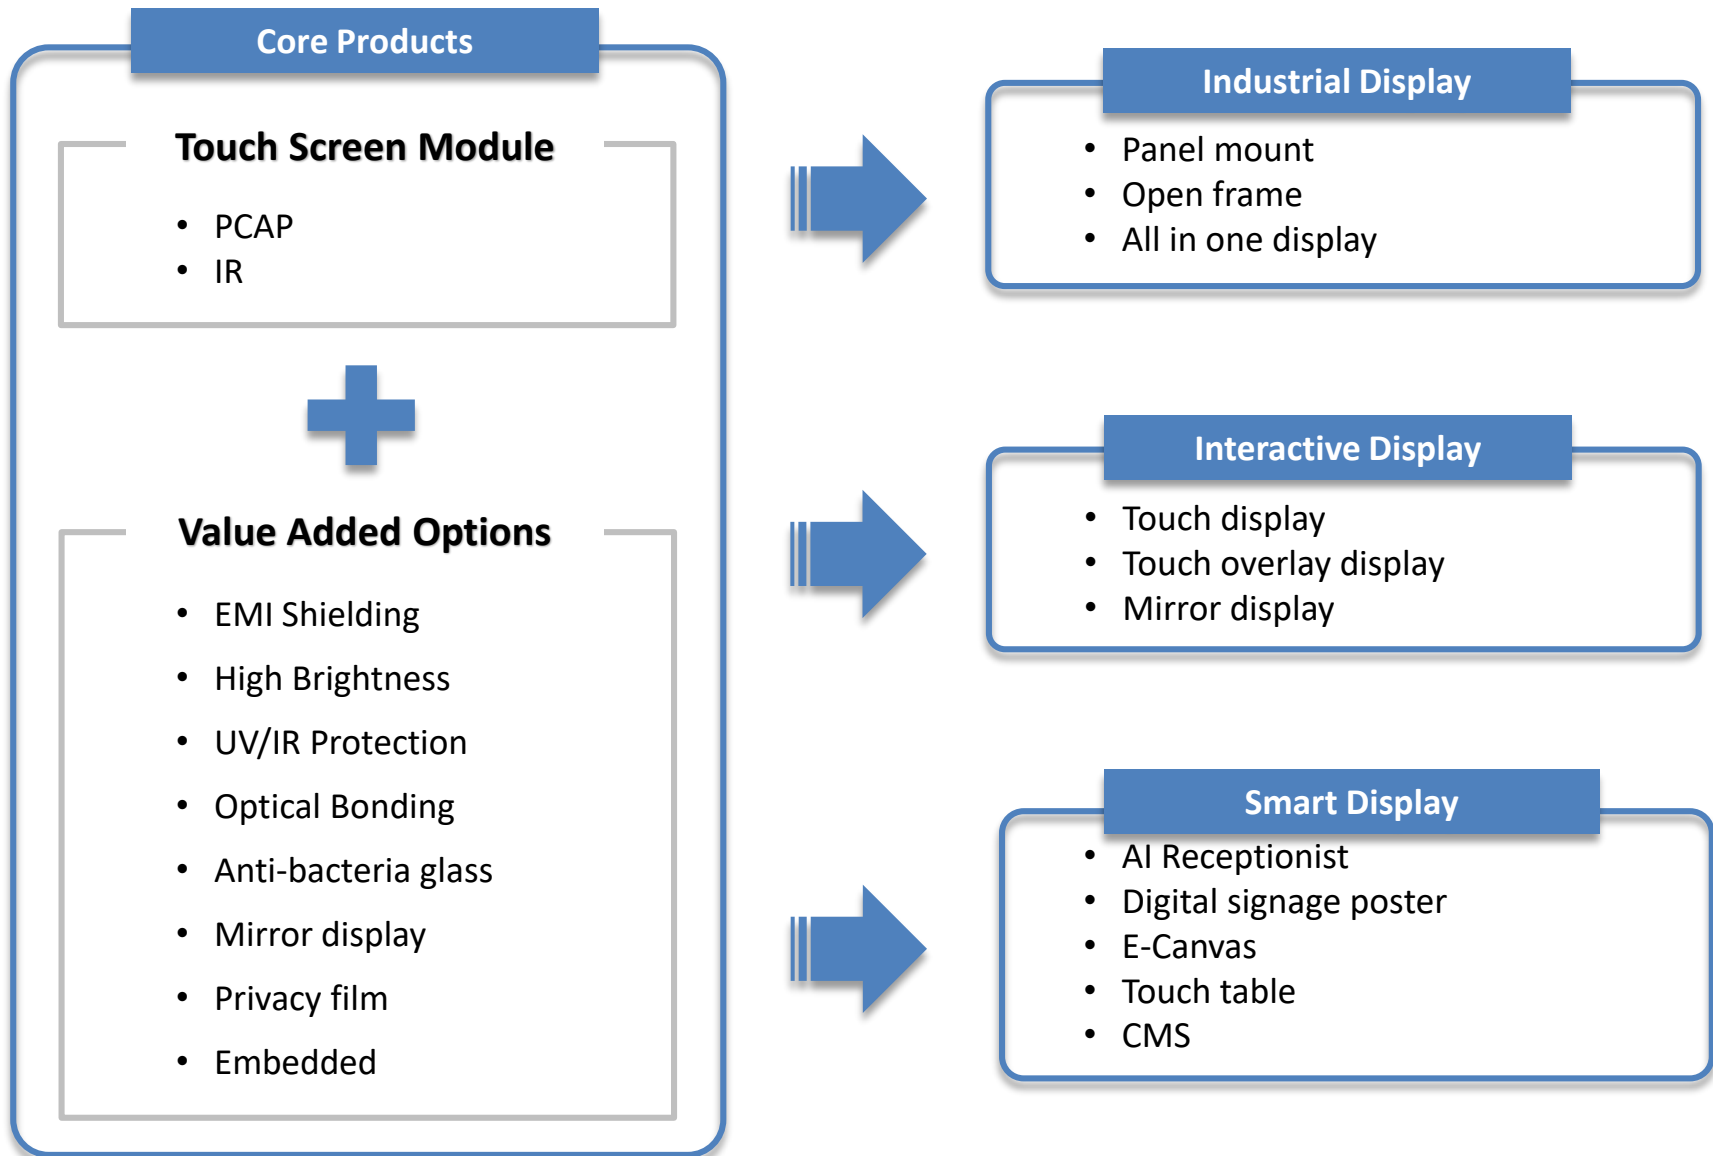 Core Products
Touch Screen Module
• PCAP
• IR
Value Added Options
• EMI Shielding
• High Brightness
• UV/IR Protection
• Optical Bonding
• Anti-bacteria glass
• Mirror display
• Privacy film
• Embedded
Industrial Display
• Panel mount
• Open frame
• All in one display
Interactive Display
• Touch display
• Touch overlay display
• Mirror display
Smart Display
• AI Receptionist
• Digital signage poster
• E-Canvas
• Touch table
• CMS